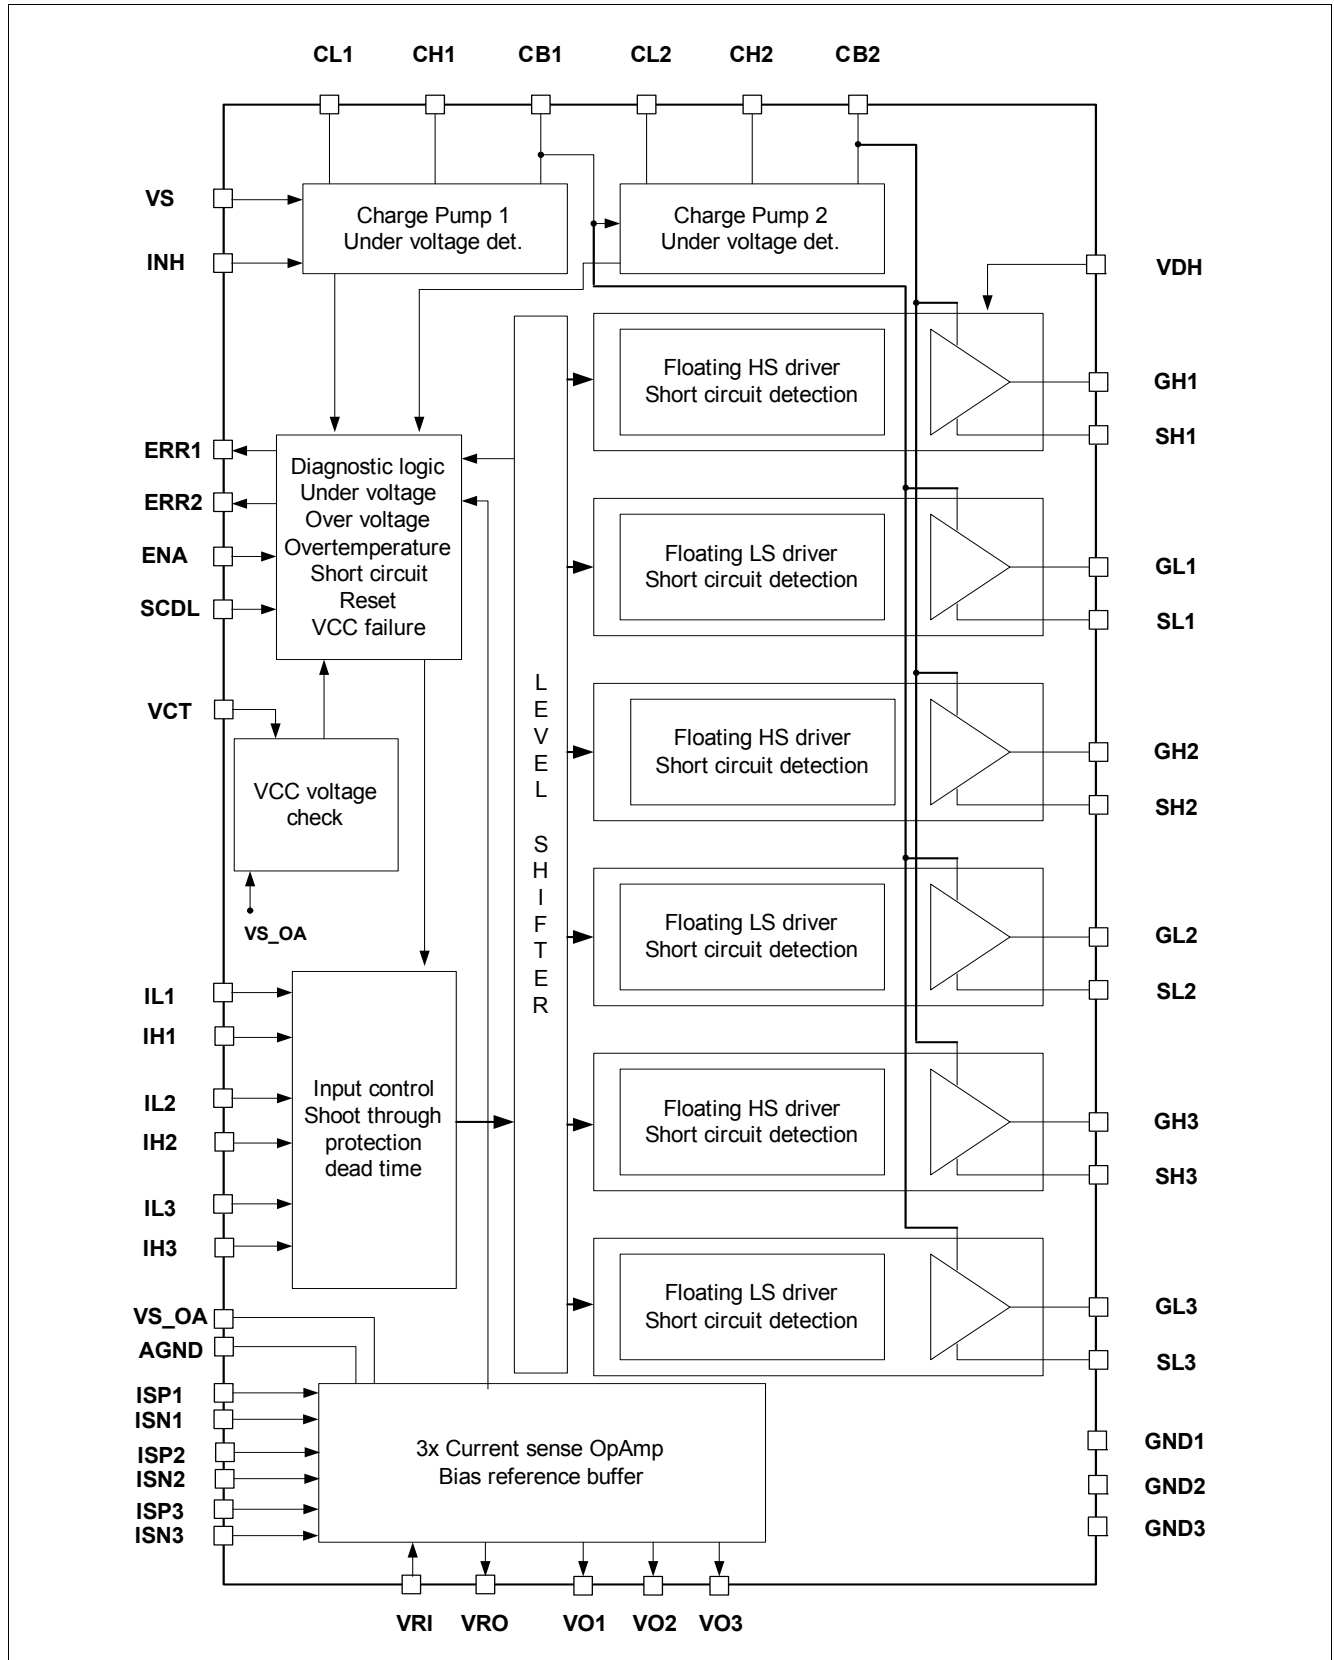 CL1 CH1 CB1 CL2 CH2 CB2
VS
Charge Pump 1
Under voltage det.
Charge Pump 2
Under voltage det.
INH
VDH
Floating HS driver
Short circuit detection
GH1
SH1
ERR1
ERR2
ENA
SCDL
Diagnostic logic
Under voltage
Over voltage
Overtemperature
Short circuit
Reset
VCC failure
Floating LS driver
Short circuit detection
GL1
SL1
VCT
VCC voltage
check
VS_OA
LEVEL SHIFTER
Floating HS driver
Short circuit detection
GH2
SH2
Floating LS driver
Short circuit detection
GL2
SL2
IL1
IH1
IL2
IH2
IL3
IH3
Input control
Shoot through
protection
dead time
Floating HS driver
Short circuit detection
GH3
SH3
Floating LS driver
Short circuit detection
GL3
SL3
VS_OA
AGND
ISP1
ISN1
ISP2
ISN2
ISP3
ISN3
3x Current sense OpAmp
Bias reference buffer
GND1
GND2
GND3
VRI VRO VO1 VO2 VO3